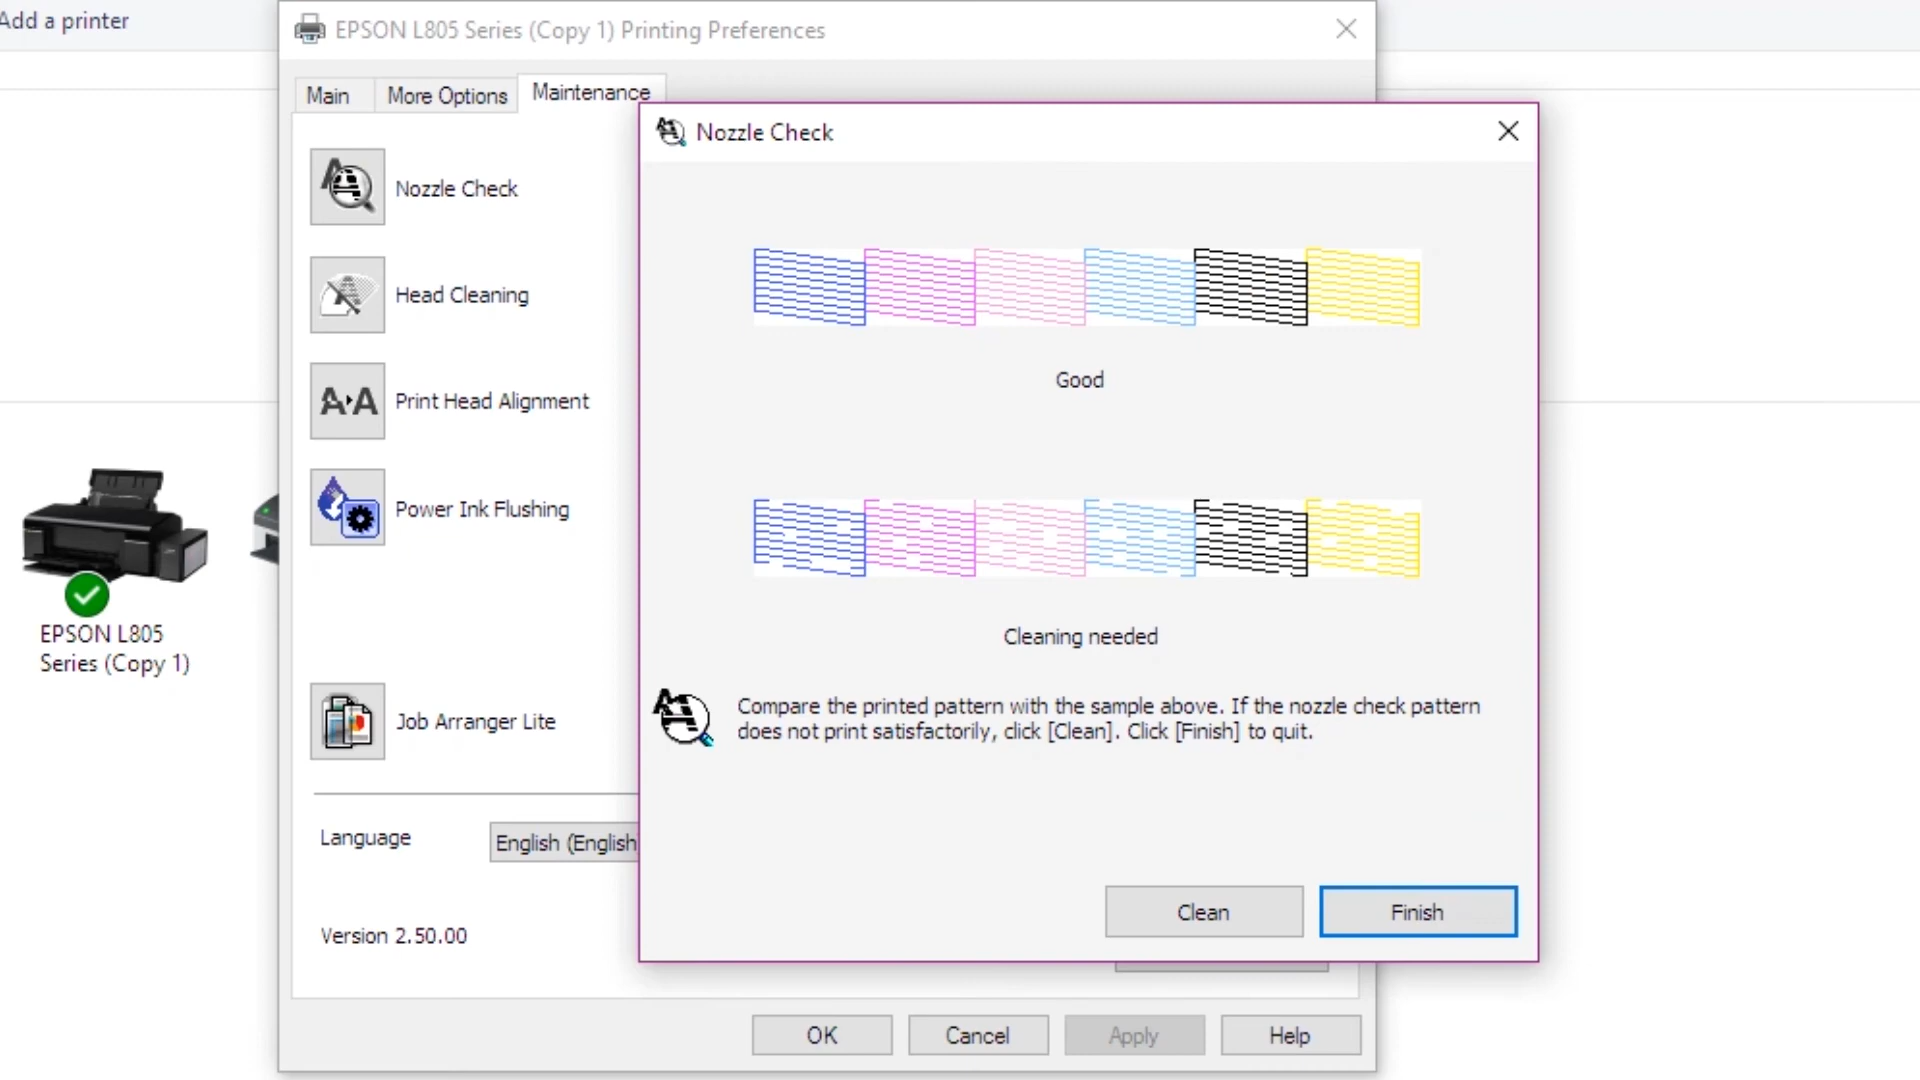 Add a printer
EPSON L805 Series (Copy 1) Printing Preferences
Main
More Options
Maintenance
Nozzle Check
Head Cleaning
Print Head Alignment
Power Ink Flushing
Job Arranger Lite
Language
English (English
Version 2.50.00
EPSON L805
Series (Copy 1)
Nozzle Check
Good
Cleaning needed
Compare the printed pattern with the sample above. If the nozzle check pattern
does not print satisfactorily, click [Clean]. Click [Finish] to quit.
Clean
Finish
OK
Cancel
Apply
Help